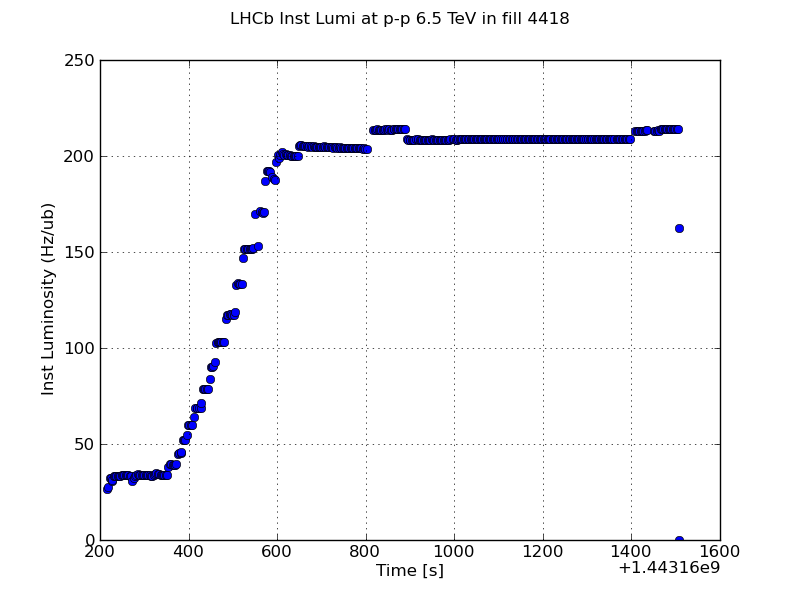 LHCb Inst Lumi at p-p 6.5 TeV in fill 4418
250
200
150
100
50
0
Inst Luminosity (Hz/ub)
200 400 600 800 1000 1200 1400 1600
Time [s]
+1.44316e9